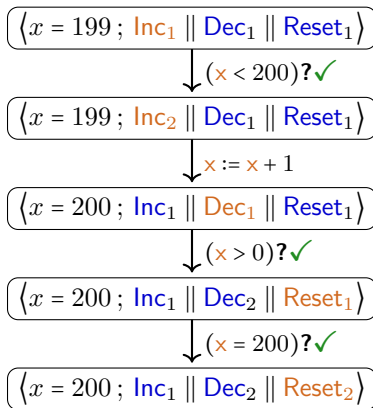 ⟨x = 199 ; Inc₁ || Dec₁ || Reset₁⟩
(x < 200)?✓
⟨x = 199 ; Inc₂ || Dec₁ || Reset₁⟩
x := x + 1
⟨x = 200 ; Inc₁ || Dec₁ || Reset₁⟩
(x > 0)?✓
⟨x = 200 ; Inc₁ || Dec₂ || Reset₁⟩
(x = 200)?✓
⟨x = 200 ; Inc₁ || Dec₂ || Reset₂⟩